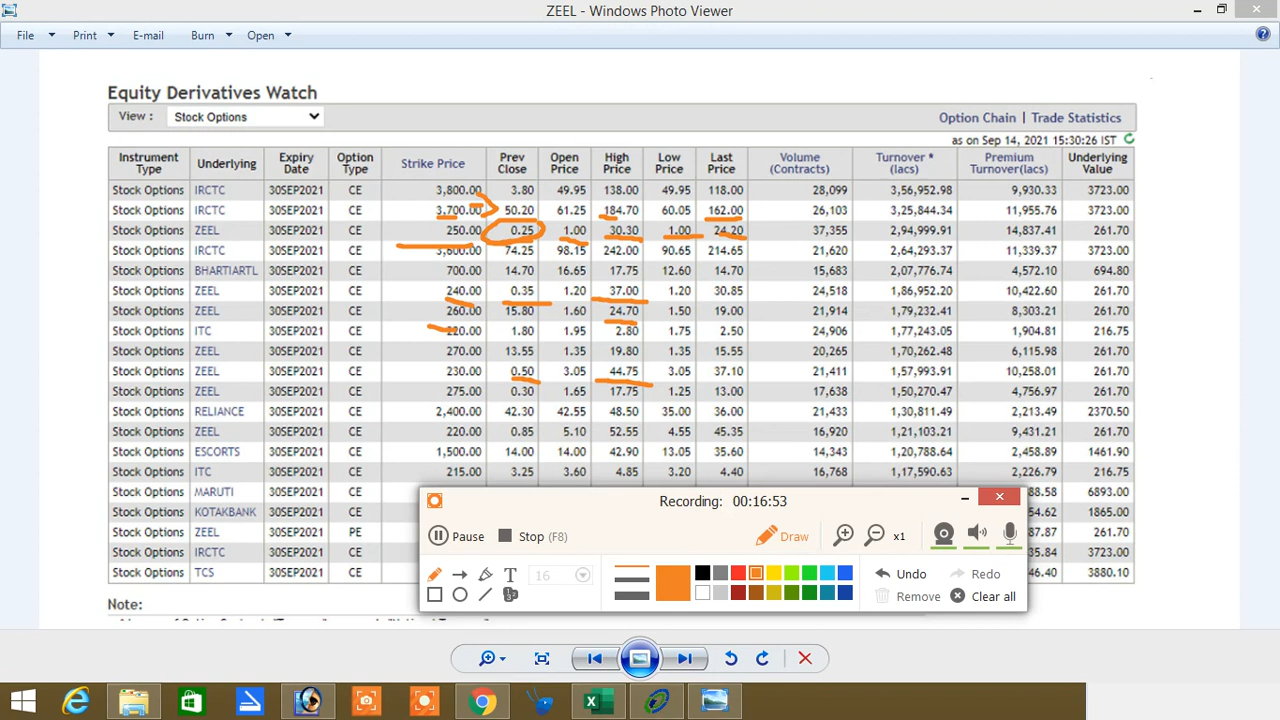 ZEEL - Windows Photo Viewer
File Print E-mail Burn Open
Equity Derivatives Watch
View : Stock Options Option Chain | Trade Statistics
as on Sep 14, 2021 15:30:26 IST
Instrument Type Underlying Expiry Date Option Type Strike Price Prev Close Open Price High Price Low Price Last Price Volume (Contracts) Turnover * (lacs) Premium Turnover(lacs) Underlying Value
Stock Options IRCTC 30SEP2021 CE 3,800.00 3.80 49.95 138.00 49.95 118.00 28,099 3,56,952.98 9,930.33 3723.00
Stock Options IRCTC 30SEP2021 CE 3,700.00 50.20 61.25 184.70 60.05 162.00 26,103 3,25,844.34 11,955.76 3723.00
Stock Options ZEEL 30SEP2021 CE 250.00 0.25 1.00 30.30 1.00 24.20 37,355 2,94,999.91 14,837.41 261.70
Stock Options IRCTC 30SEP2021 CE 3,600.00 74.25 98.15 242.00 90.65 214.65 21,620 2,64,293.37 11,339.37 3723.00
Stock Options BHARTIARTL 30SEP2021 CE 700.00 14.70 16.65 17.75 12.60 14.70 15,683 2,07,776.74 4,572.10 694.80
Stock Options ZEEL 30SEP2021 CE 240.00 0.35 1.20 37.00 1.20 30.85 24,518 1,86,952.20 10,422.60 261.70
Stock Options ZEEL 30SEP2021 CE 260.00 15.80 1.60 24.70 1.50 19.00 21,914 1,79,232.41 8,303.21 261.70
Stock Options ITC 30SEP2021 CE 220.00 1.80 1.95 2.80 1.75 2.50 24,906 1,77,243.05 1,904.81 216.75
Stock Options ZEEL 30SEP2021 CE 270.00 13.55 1.35 19.80 1.35 15.55 20,265 1,70,262.48 6,115.98 261.70
Stock Options ZEEL 30SEP2021 CE 230.00 0.50 3.05 44.75 3.05 37.10 21,411 1,57,993.91 10,258.01 261.70
Stock Options ZEEL 30SEP2021 CE 275.00 0.30 1.65 17.75 1.25 13.00 17,638 1,50,270.47 4,756.97 261.70
Stock Options RELIANCE 30SEP2021 CE 2,400.00 42.30 42.55 48.50 35.00 36.00 21,433 1,30,811.49 2,213.49 2370.50
Stock Options ZEEL 30SEP2021 CE 220.00 0.85 5.10 52.55 4.55 45.35 16,920 1,21,103.21 9,431.21 261.70
Stock Options ESCORTS 30SEP2021 CE 1,500.00 14.00 14.00 42.90 13.05 35.60 14,343 1,20,788.64 2,458.89 1461.90
Stock Options ITC 30SEP2021 CE 215.00 3.25 3.60 4.85 3.20 4.40 16,768 1,17,590.63 2,226.79 216.75
Stock Options MARUTI 30SEP2021 CE 88.58 6893.00
Stock Options KOTAKBANK 30SEP2021 CE 54.62 1865.00
Stock Options ZEEL 30SEP2021 PE 87.87 261.70
Stock Options IRCTC 30SEP2021 CE 35.84 3723.00
Stock Options TCS 30SEP2021 CE 46.40 3880.10
Note:
Recording: 00:16:53
Pause Stop (F8) Draw x1
T 16 Undo Redo
Remove Clear all